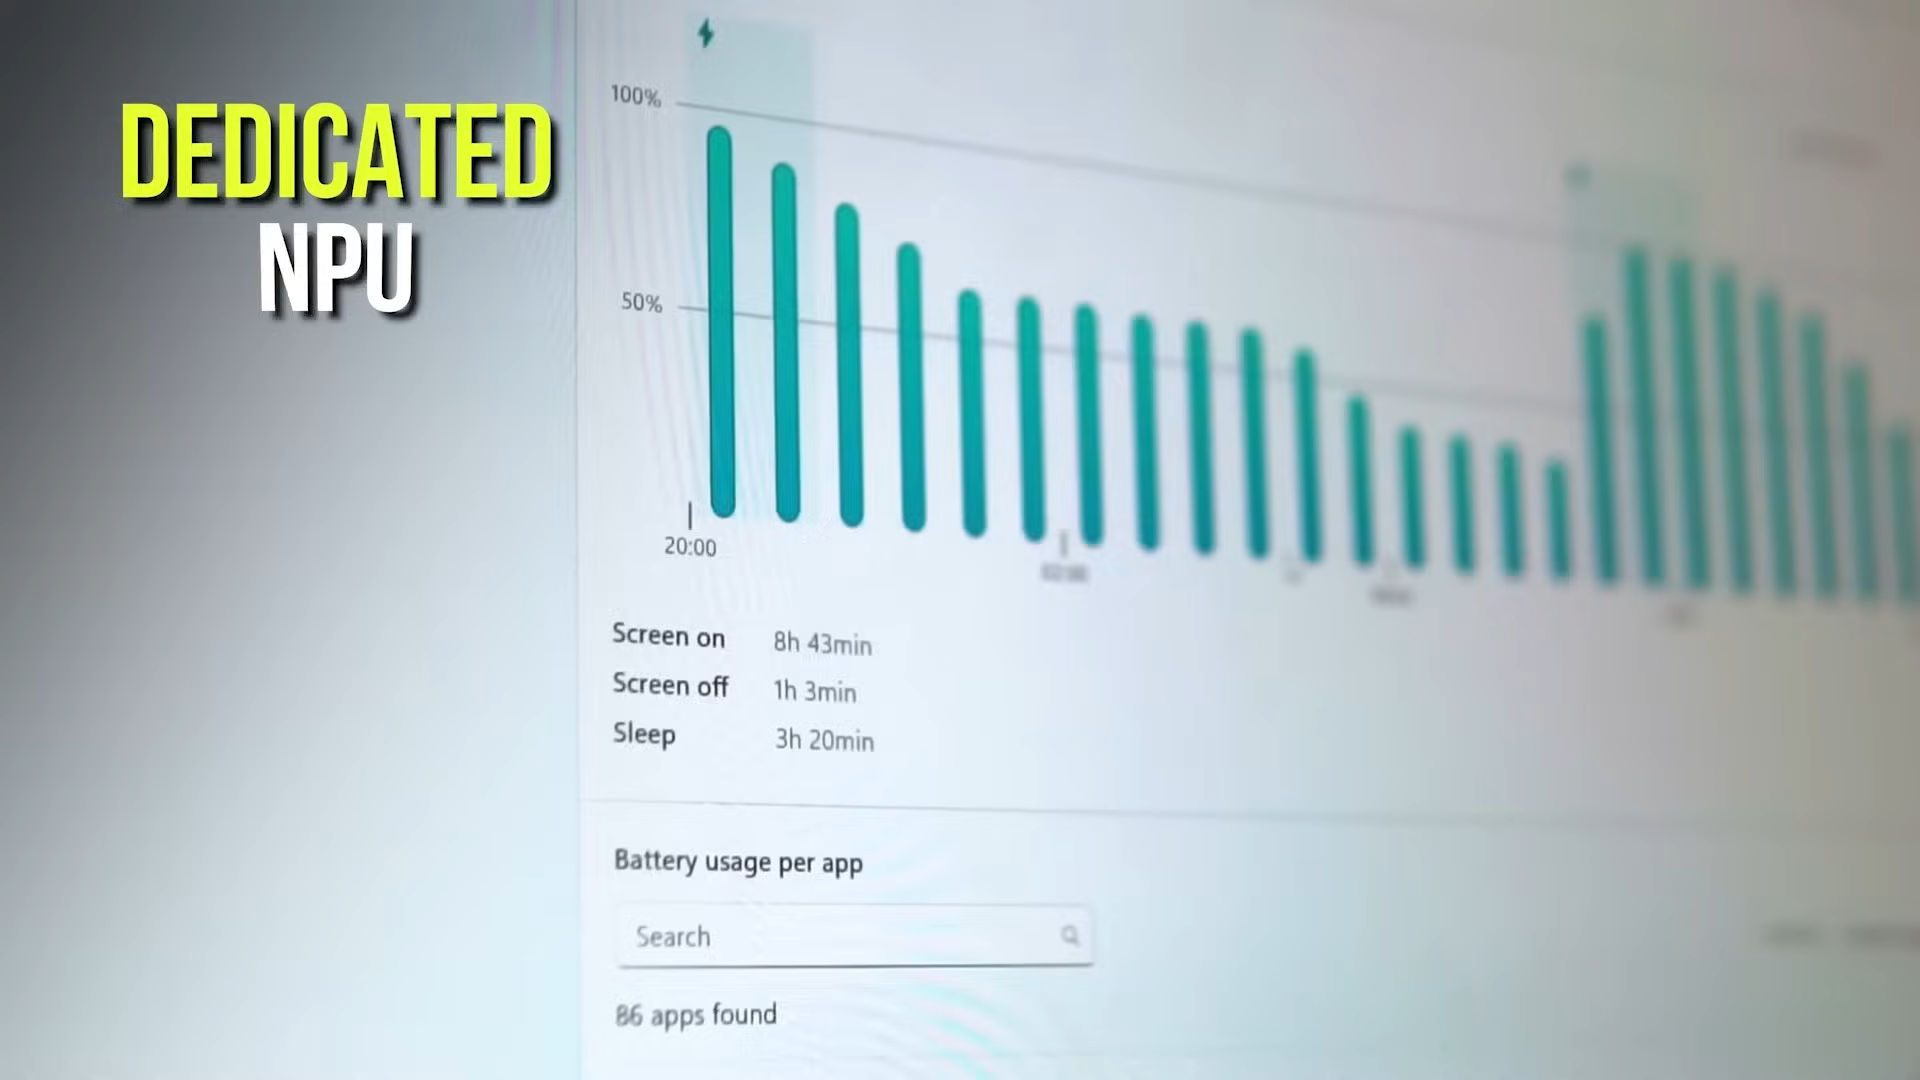 DEDICATED
NPU
100%
50%
20:00
Screen on 8h 43min
Screen off 1h 3min
Sleep 3h 20min
Battery usage per app
Search
86 apps found